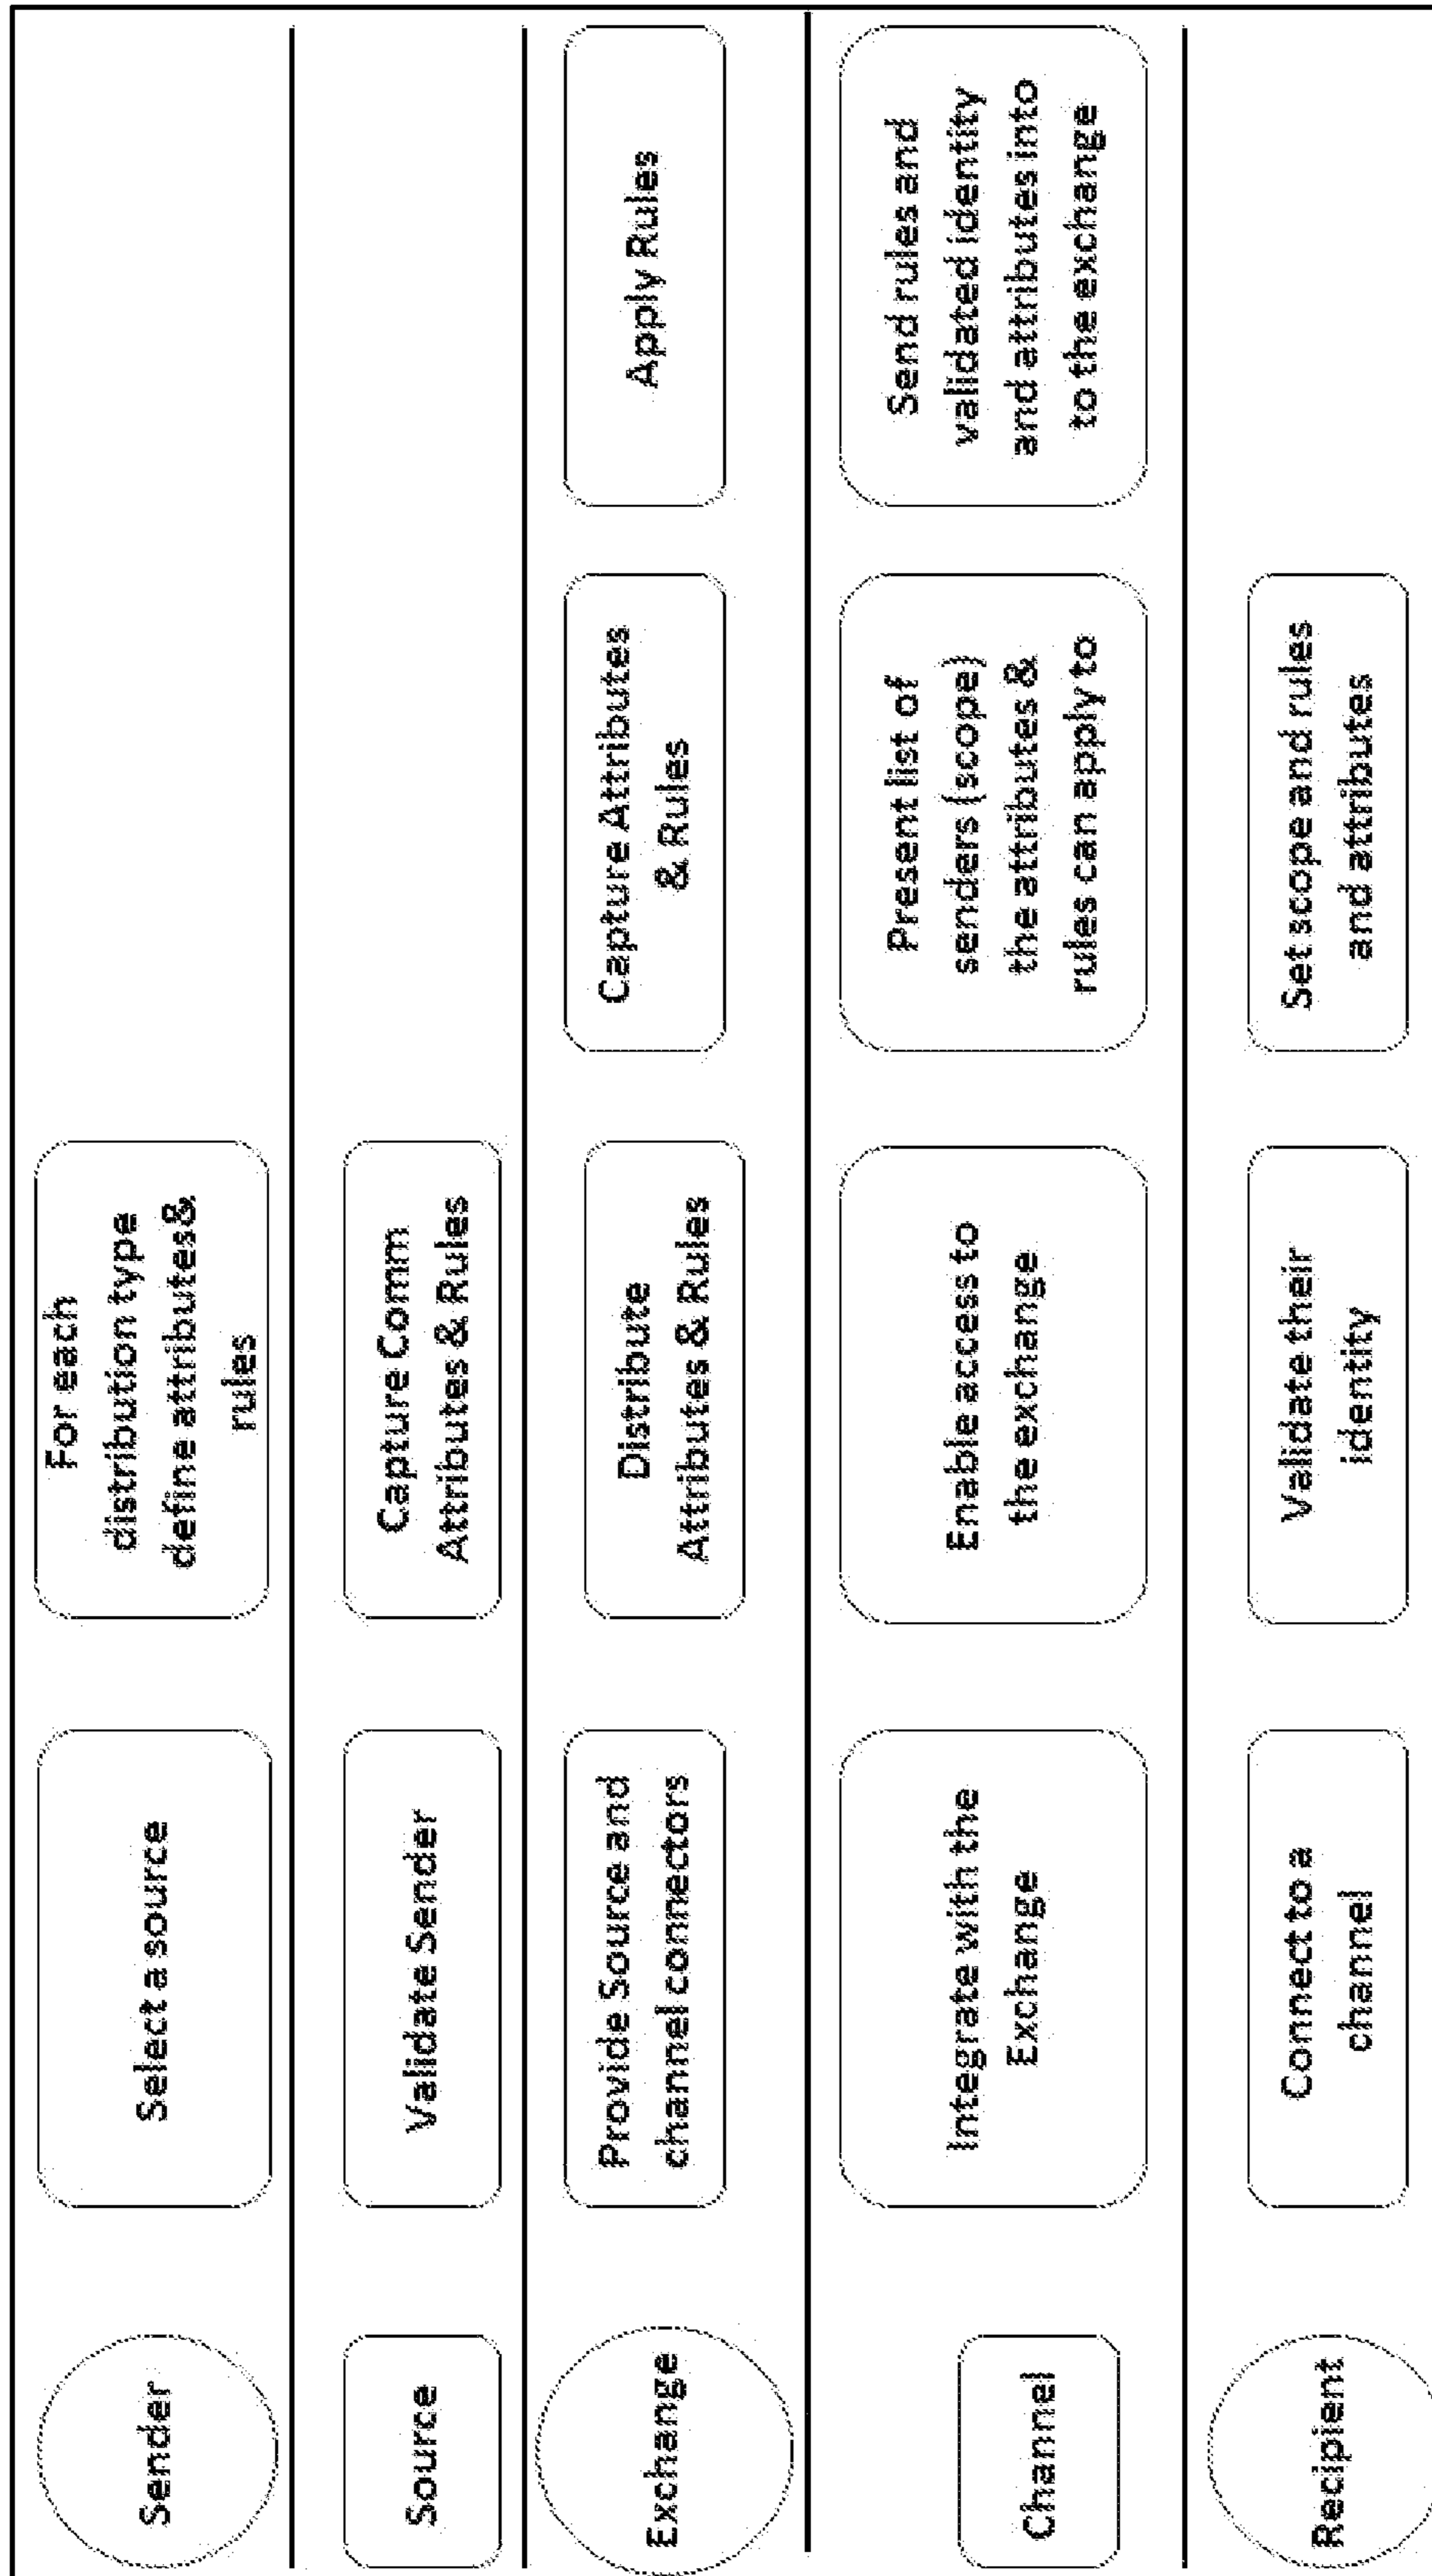 Sender
Select a source
For each
distribution type
define attributes&
rules
Source
Validate Sender
Capture Comm
Attributes & Rules
Exchange
Provide Source and
channel connectors
Distribute
Attributes & Rules
Capture Attributes
& Rules
Apply Rules
Channel
Integrate with the
Exchange
Enable access to
the exchange
Present list of
senders (scope)
the attributes &
rules can apply to
Send rules and
validated identity
and attributes into
to the exchange
Recipient
Connect to a
channel
Validate their
identity
Set scope and rules
and attributes